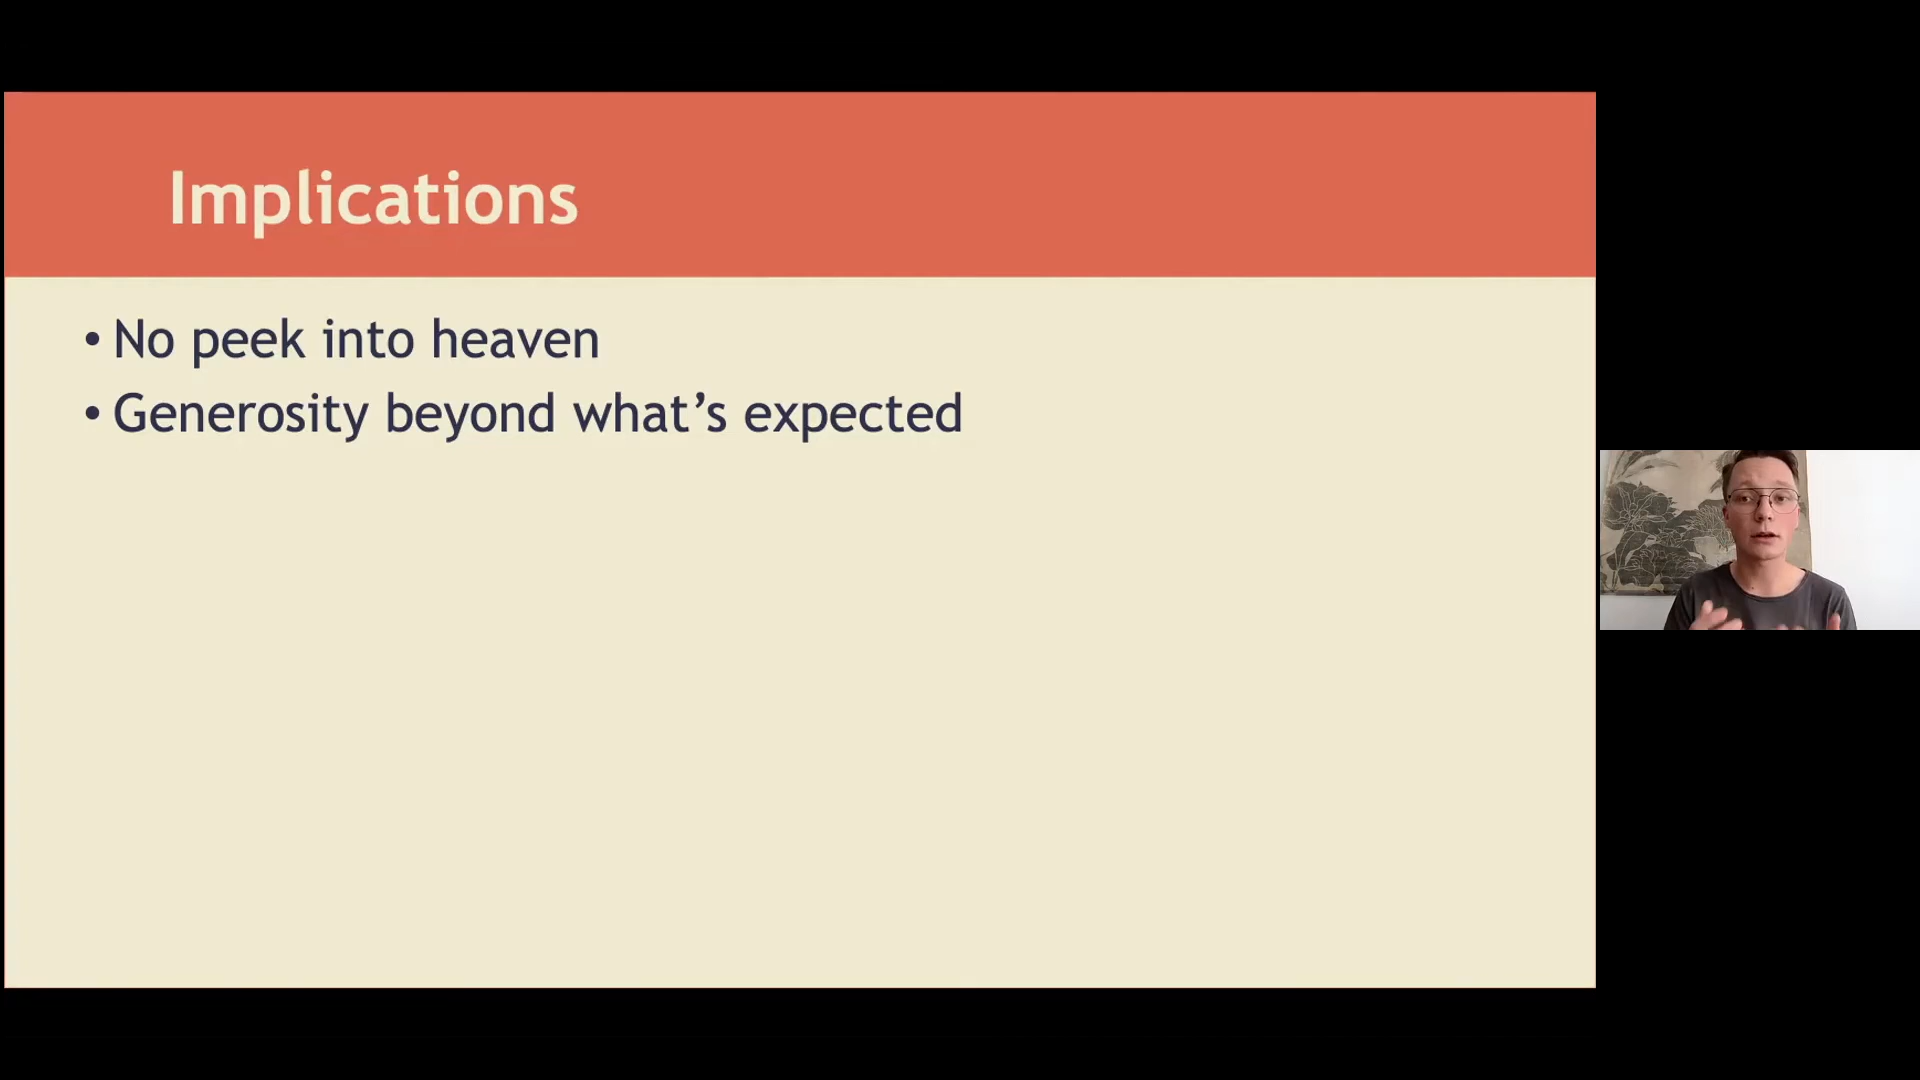 Implications
• No peek into heaven
• Generosity beyond what’s expected